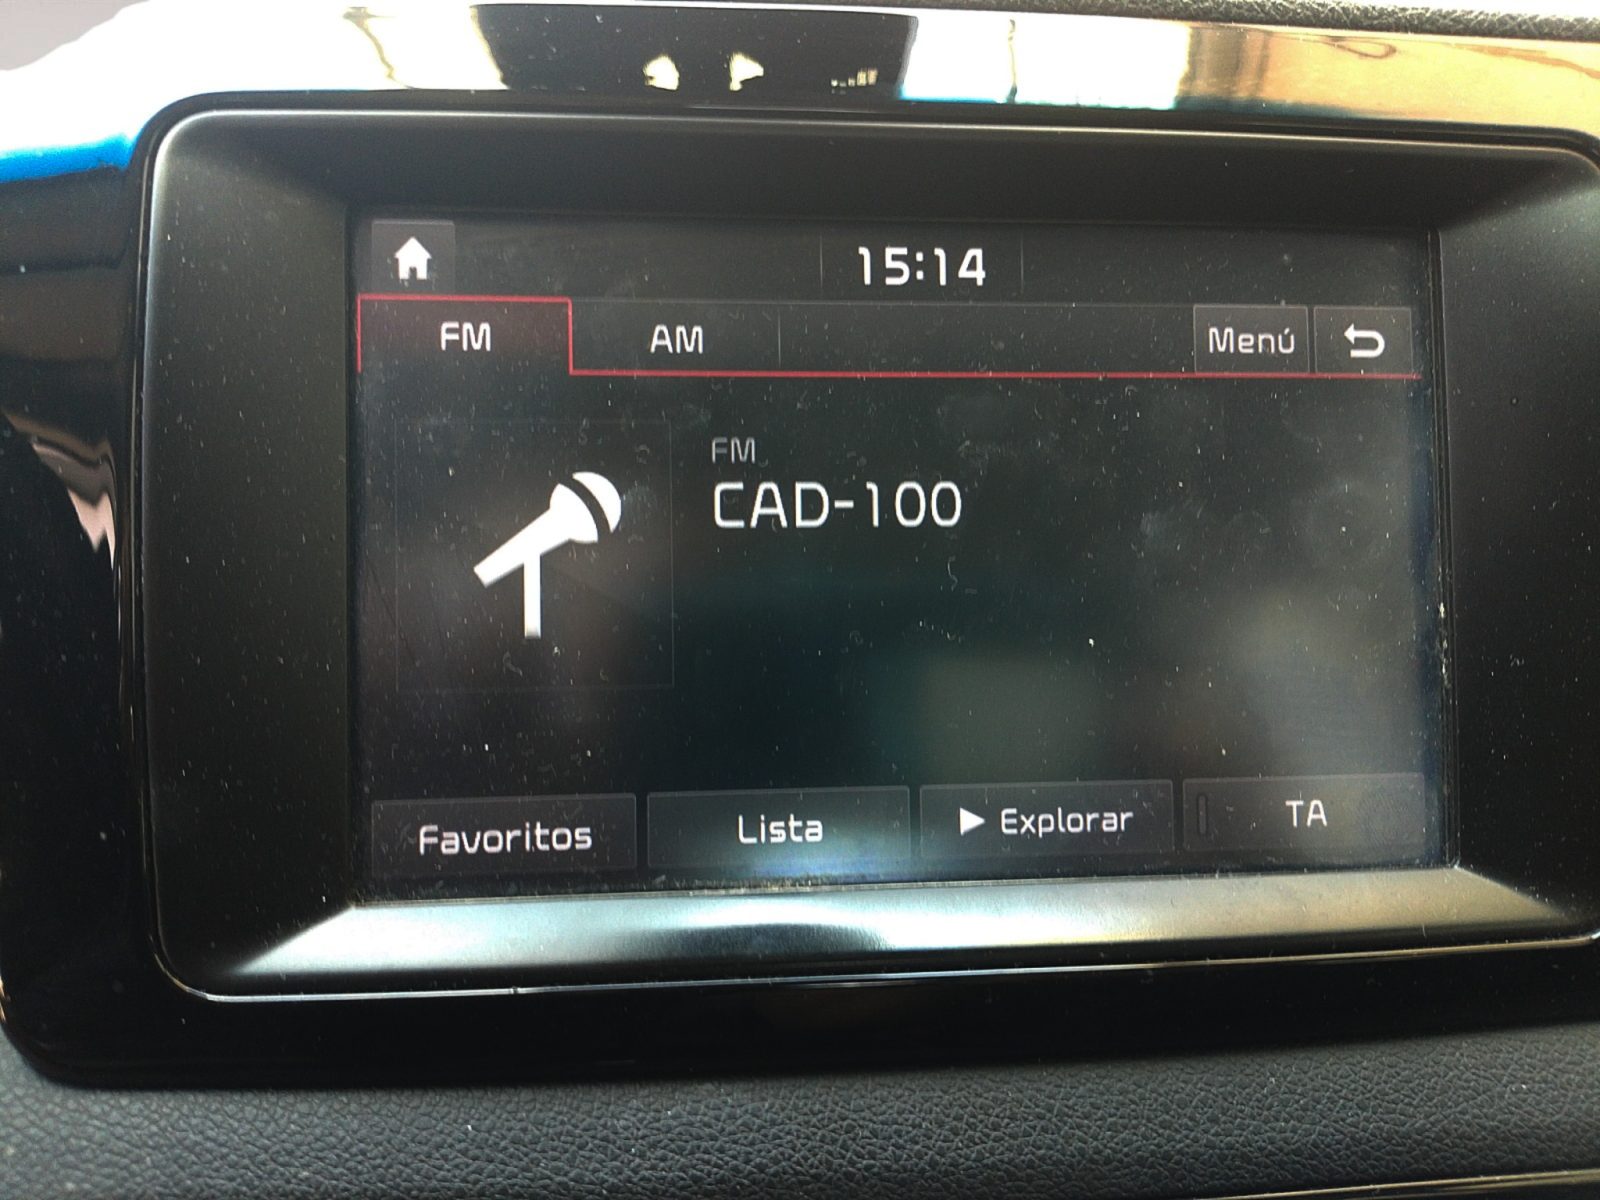 15:14
FM
AM
Menú
FM
CAD-100
Favoritos
Lista
Explorar
TA